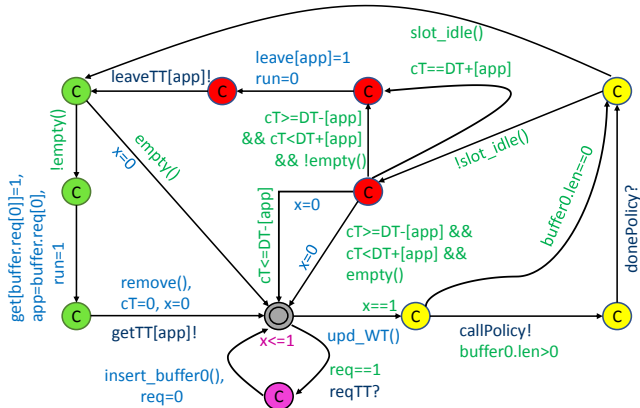 slot_idle()
leave[app]=1
run=0
cT==DT+[app]
leaveTT[app]!
C
C
C
C
cT>=DT-[app]
&& cT<DT+[app]
&& !empty()
!empty()
empty()
x=0
!slot_idle()
C
C
x=0
cT<=DT-[app]
x=0
cT>=DT-[app] &&
cT<DT+[app] &&
empty()
buffer0.len==0
donePolicy?
get[buffer.req[0]]=1,
app=buffer.req[0]
run=1
remove(),
cT=0, x=0
x==1
C
getTT[app]!
C
C
callPolicy!
buffer0.len>0
x<=1
upd_WT()
insert_buffer0(),
req=0
req==1
reqTT?
C